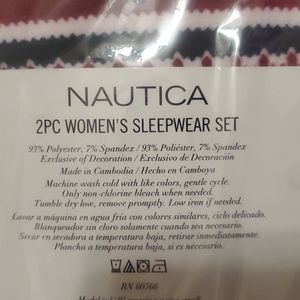 NAUTICA
2PC WOMEN'S SLEEPWEAR SET
93% Polyester, 7% Spandex / 93% Poliéster, 7% Spandex
Exclusive of Decoration / Exclusivo de Decoración
Made in Cambodia / Hecho en Camboya
Machine wash cold with like colors, gentle cycle.
Only non-chlorine bleach when needed.
Tumble dry low, remove promptly. Low iron if needed.
Lavar a máquina en agua fría con colores similares, ciclo delicado.
Blanqueador sin cloro solamente cuando sea necesario.
Secar en secadora a temperatura baja, retirar inmediatamente.
Plancha a temperatura baja, si es necesario.
RN 60766
Model is